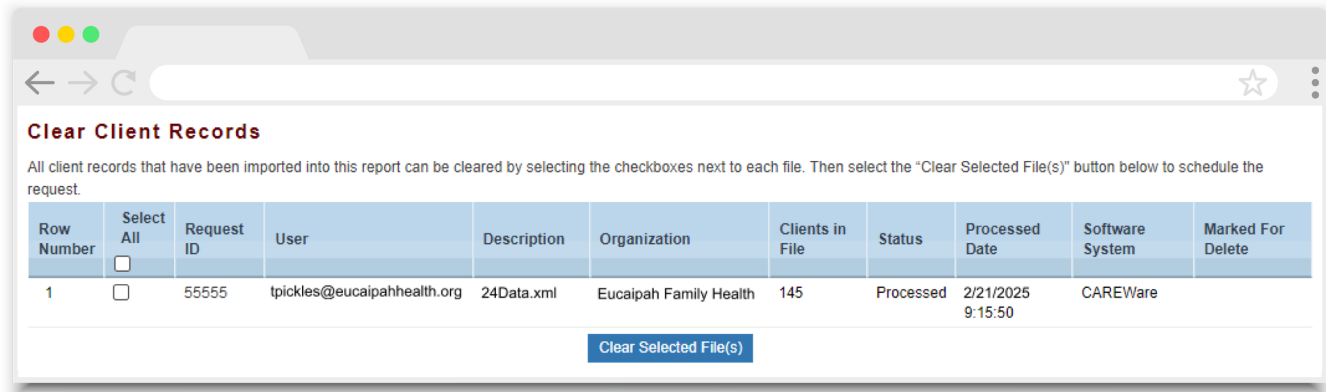 Clear Client Records
All client records that have been imported into this report can be cleared by selecting the checkboxes next to each file. Then select the “Clear Selected File(s)" button below to schedule the
request.
Row Number Select All Request ID User Description Organization Clients in File Status Processed Date Software System Marked For Delete
1 55555 tpickles@eucaipahhealth.org 24Data.xml Eucaipah Family Health 145 Processed 2/21/2025 9:15:50 CAREWare
Clear Selected File(s)